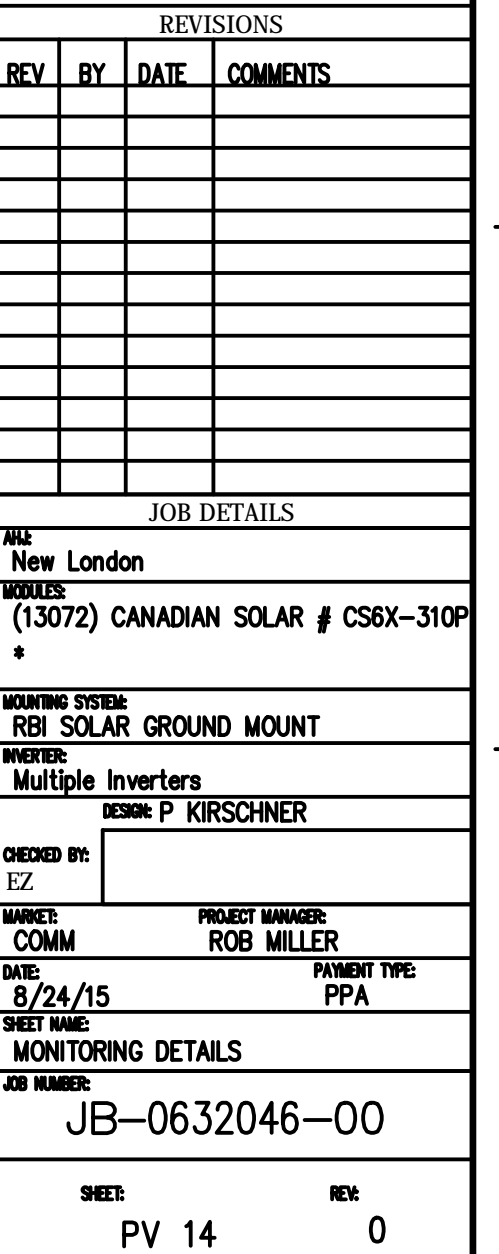 REVISIONS
REV BY DATE COMMENTS
JOB DETAILS
AHJ:
New London
MODULES:
(13072) CANADIAN SOLAR # CS6X-310P
*
MOUNTING SYSTEM:
RBI SOLAR GROUND MOUNT
INVERTER:
Multiple Inverters
DESIGN: P KIRSCHNER
CHECKED BY:
EZ
MARKET: PROJECT MANAGER:
COMM ROB MILLER
DATE: PAYMENT TYPE:
8/24/15 PPA
SHEET NAME:
MONITORING DETAILS
JOB NUMBER:
JB-0632046-00
SHEET: REV:
PV 14 0